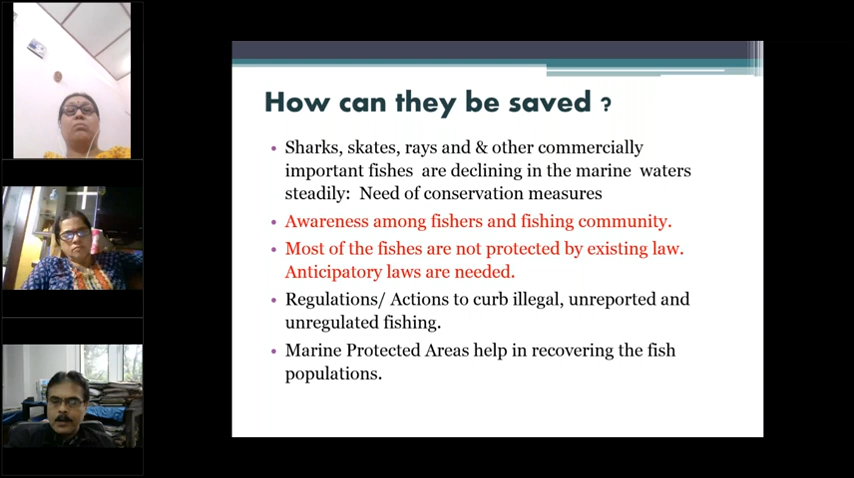 How can they be saved ?
• Sharks, skates, rays and & other commercially
important fishes are declining in the marine waters
steadily: Need of conservation measures
• Awareness among fishers and fishing community.
• Most of the fishes are not protected by existing law.
Anticipatory laws are needed.
• Regulations/ Actions to curb illegal, unreported and
unregulated fishing.
• Marine Protected Areas help in recovering the fish
populations.